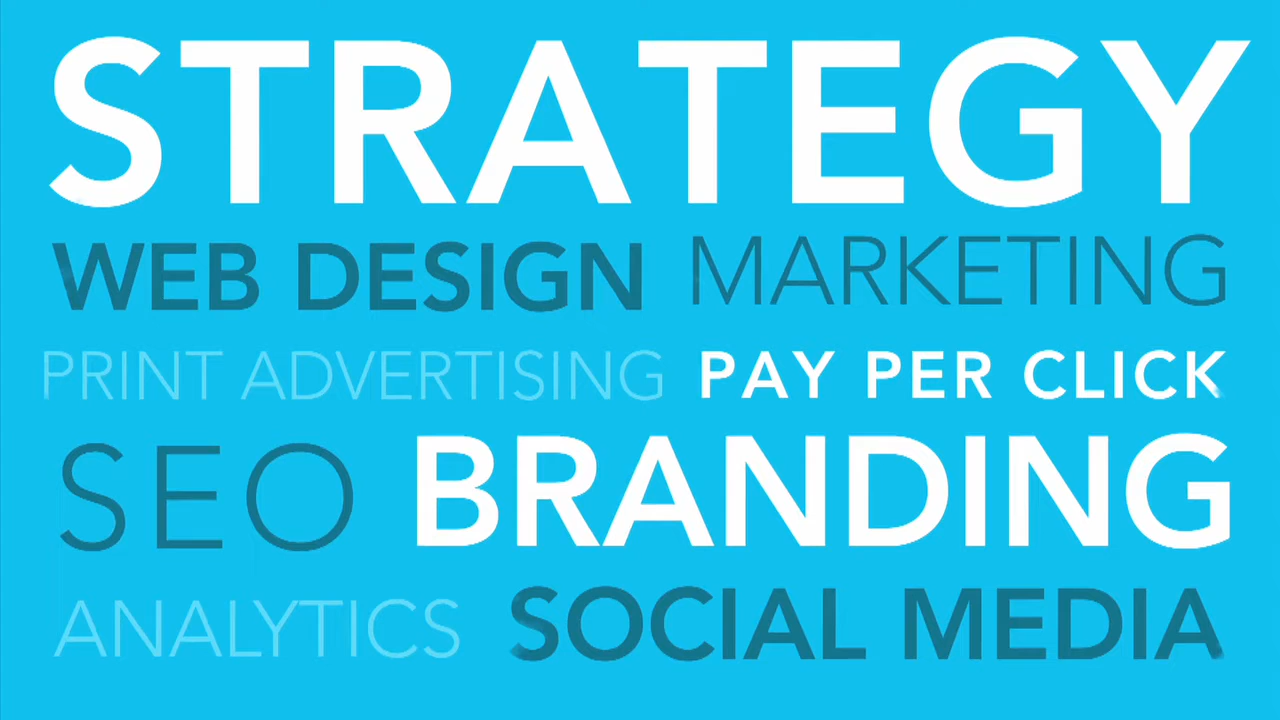 STRATEGY
WEB DESIGN MARKETING
PRINT ADVERTISING PAY PER CLICK
SEO BRANDING
ANALYTICS SOCIAL MEDIA